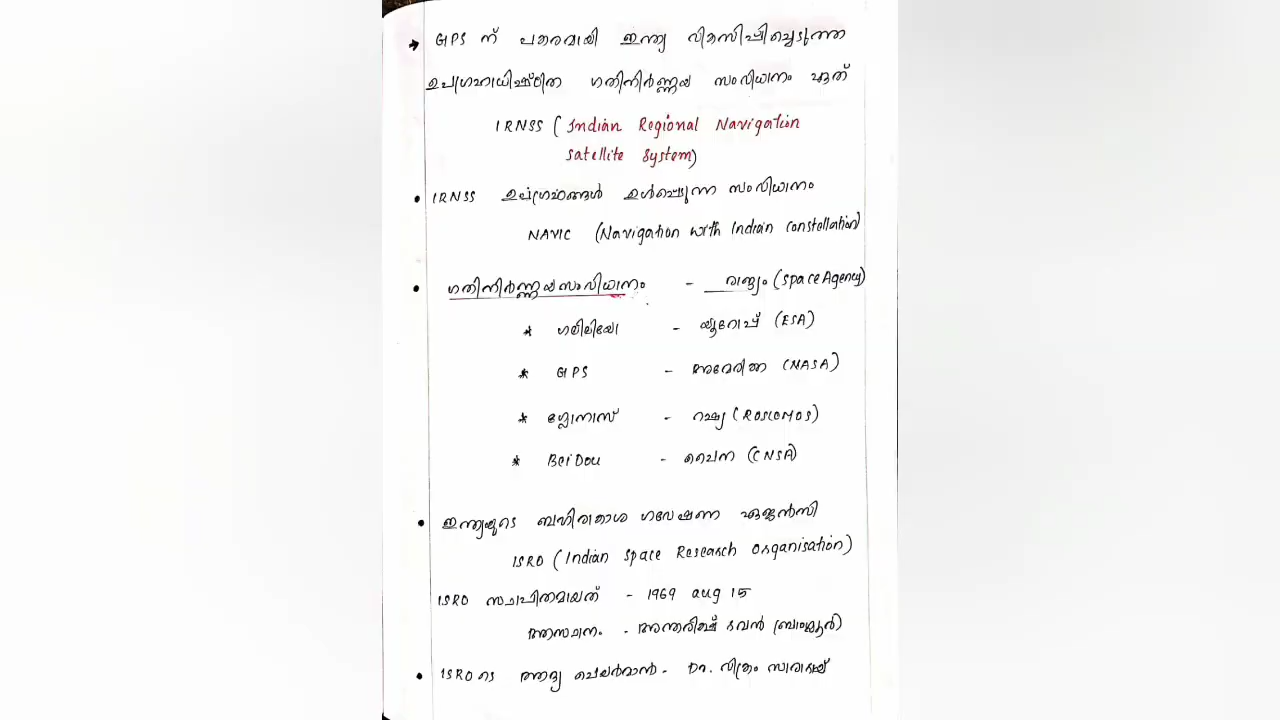 → GPS ന് പകരമായി ഇന്ത്യ വികസിപ്പിച്ചെടുത്ത
ഉപഗ്രഹാധിഷ്ഠിത ഗതിനിർണ്ണയ സംവിധാനം ഏത്
IRNSS (Indian Regional Navigation
Satellite System)
• IRNSS ഉപഗ്രഹങ്ങൾ ഉൾപ്പെടുന്ന സംവിധാനം
NAVIC (Navigation with Indian Constellation)
• ഗതിനിർണ്ണയസംവിധാനം - രാജ്യം (Space Agency)
* ഗലീലിയോ - യൂറോപ്പ് (ESA)
* GPS - അമേരിക്ക (NASA)
* ഗ്ലോനാസ് - റഷ്യ (ROSCOMOS)
* BeiDou - ചൈന (CNSA)
• ഇന്ത്യയുടെ ബഹിരാകാശ ഗവേഷണ ഏജൻസി
ISRO (Indian Space Research Organisation)
ISRO സ്ഥാപിതമായത് - 1969 aug 15
ആസ്ഥാനം - അന്തരീക്ഷ് ഭവൻ (ബാംഗ്ലൂർ)
• ISRO ടെ ആദ്യ ചെയർമാൻ - Dr. വിക്രം സാരാഭായ്